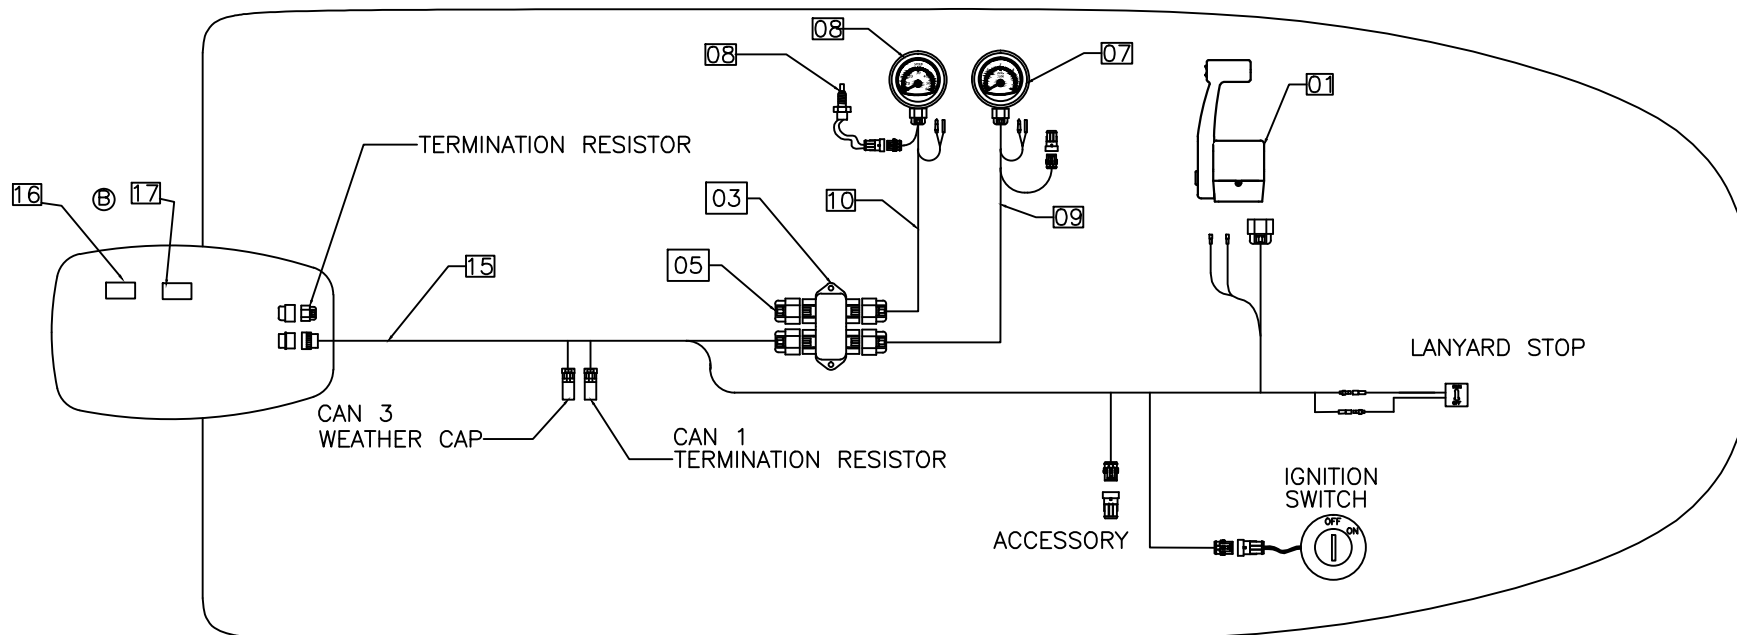 08
08
07
01
TERMINATION RESISTOR
16
B
17
03
10
09
05
15
LANYARD STOP
CAN 3
WEATHER CAP
CAN 1
TERMINATION RESISTOR
IGNITION
SWITCH
OFF
ON
ACCESSORY